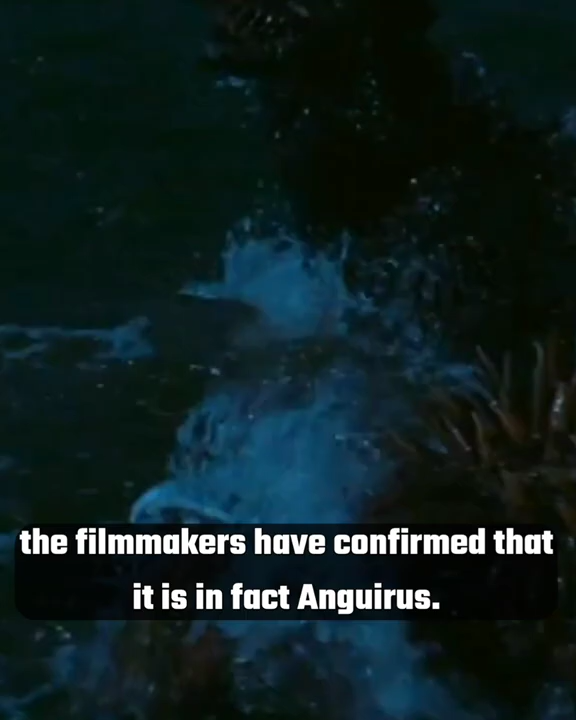 the filmmakers have confirmed that
it is in fact Anguirus.